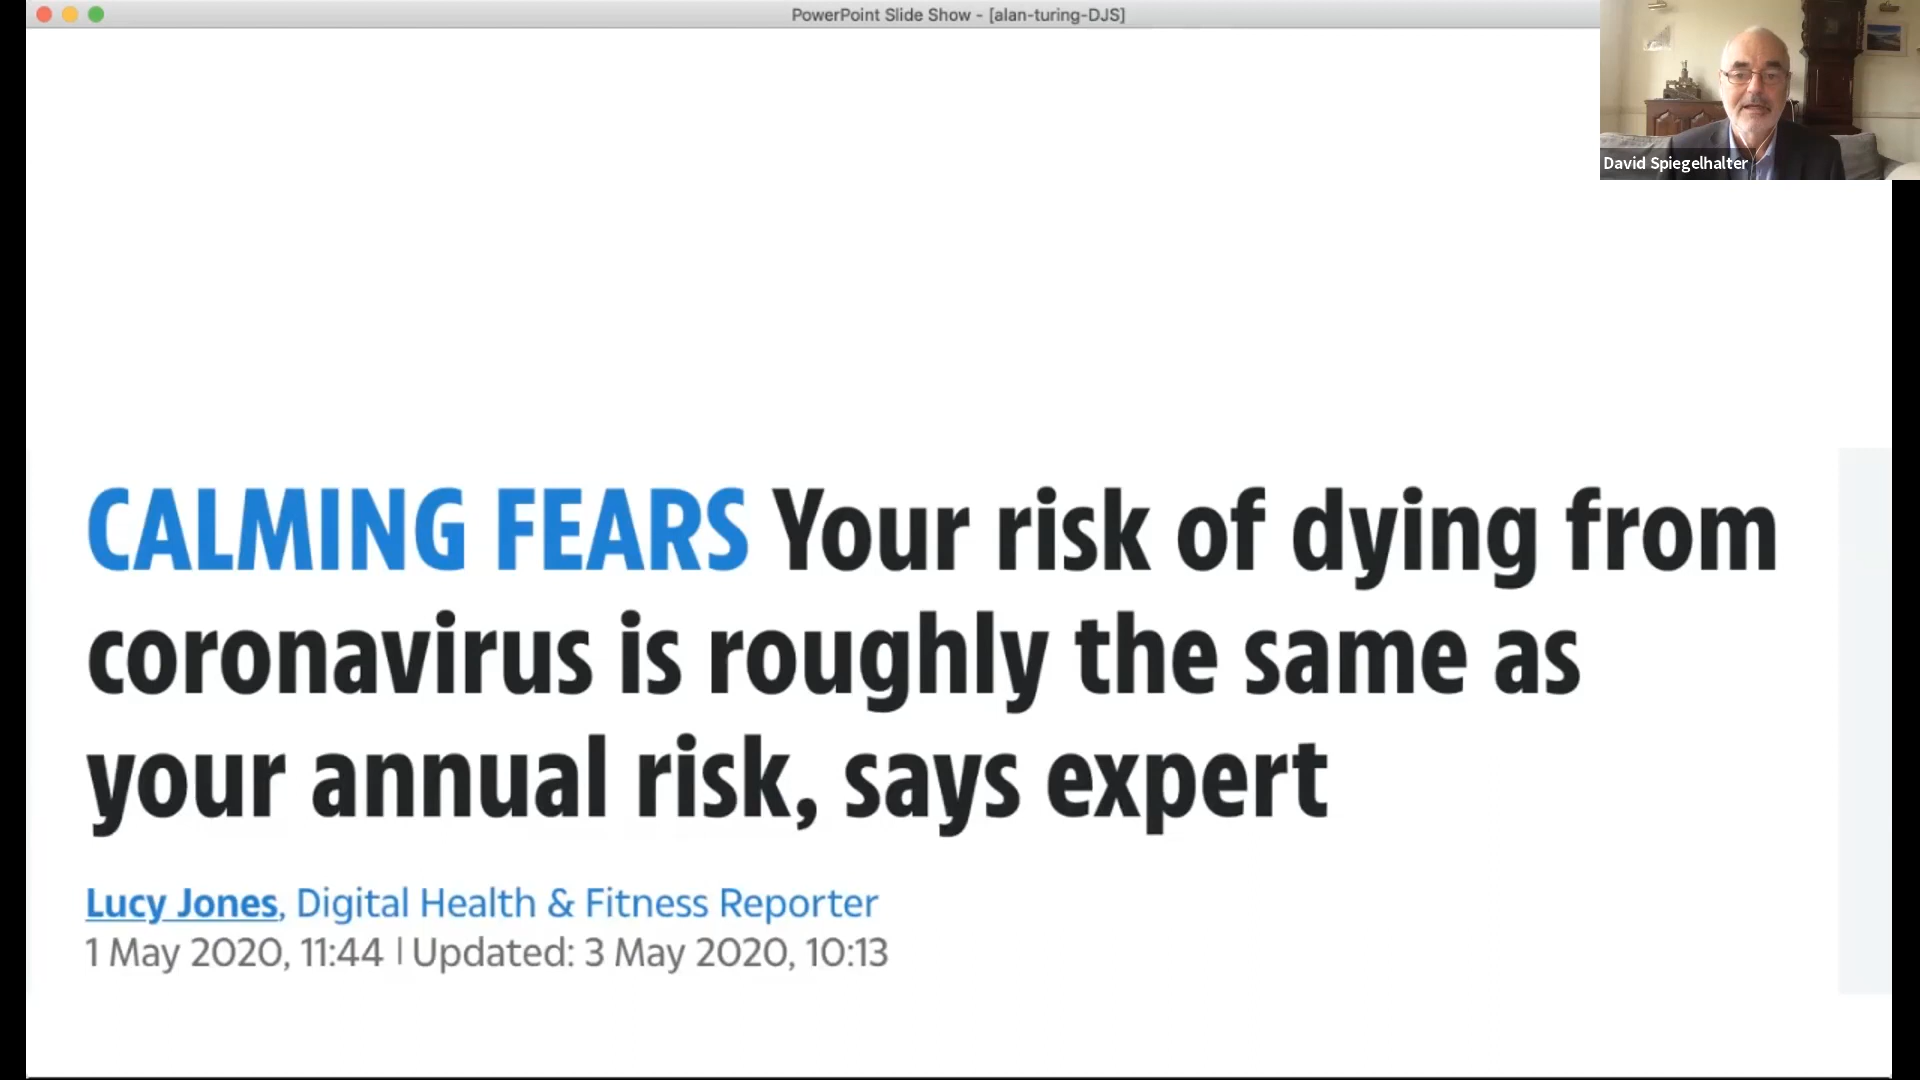 PowerPoint Slide Show - [alan-turing-DJS]
David Spiegelhalter
CALMING FEARS Your risk of dying from
coronavirus is roughly the same as
your annual risk, says expert
Lucy Jones, Digital Health & Fitness Reporter
1 May 2020, 11:44 | Updated: 3 May 2020, 10:13